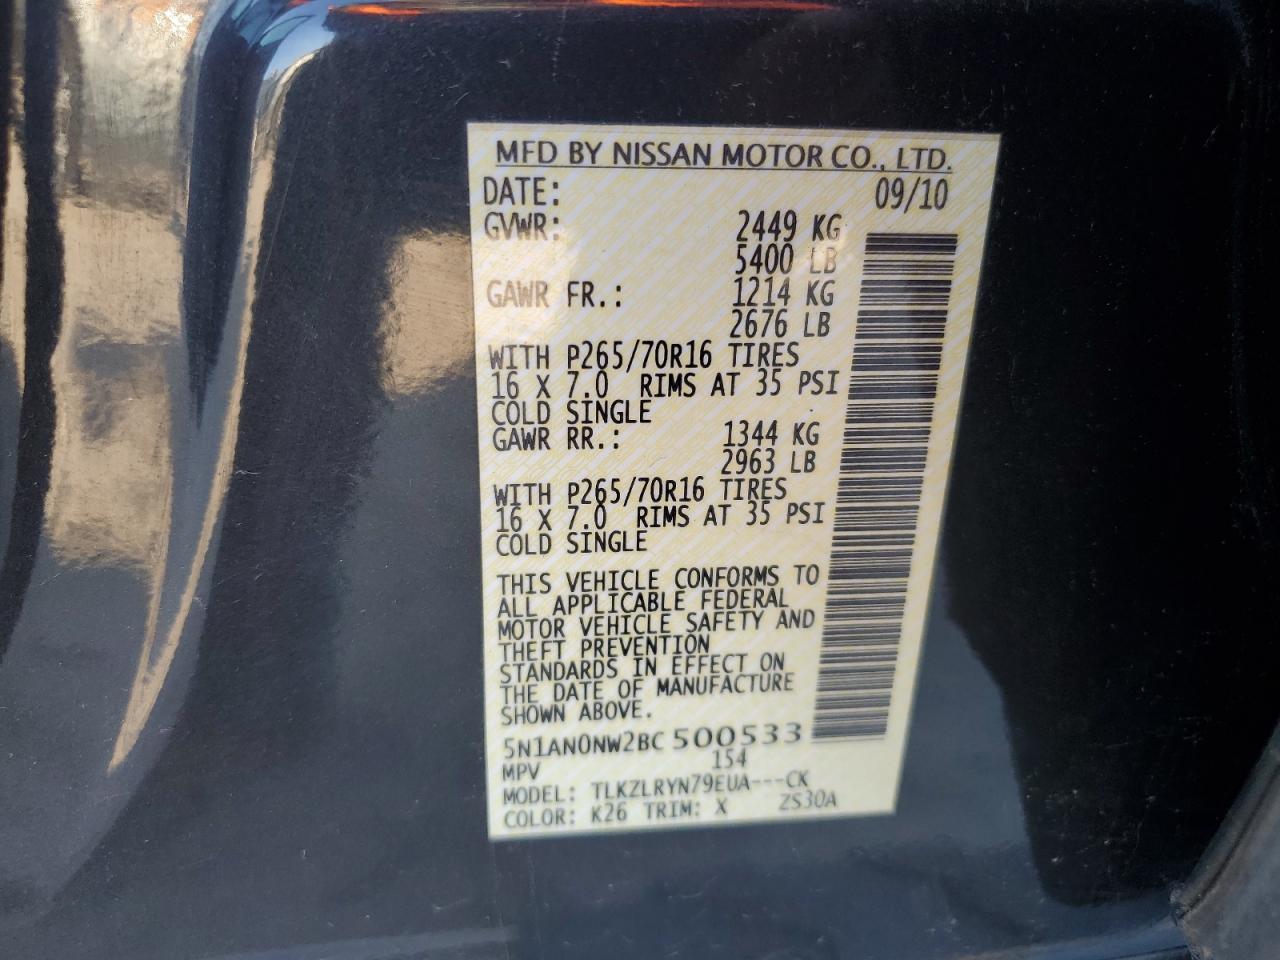 MFD BY NISSAN MOTOR CO., LTD.
DATE: 09/10
GVWR: 2449 KG
5400 LB
GAWR FR.: 1214 KG
2676 LB
WITH P265/70R16 TIRES
16 X 7.0 RIMS AT 35 PSI
COLD SINGLE
GAWR RR.: 1344 KG
2963 LB
WITH P265/70R16 TIRES
16 X 7.0 RIMS AT 35 PSI
COLD SINGLE
THIS VEHICLE CONFORMS TO
ALL APPLICABLE FEDERAL
MOTOR VEHICLE SAFETY AND
THEFT PREVENTION
STANDARDS IN EFFECT ON
THE DATE OF MANUFACTURE
SHOWN ABOVE.
5N1AN0NW2BC500533
MPV 154
MODEL: TLKZLRYN79EUA---CK
COLOR: K26 TRIM: X ZS30A